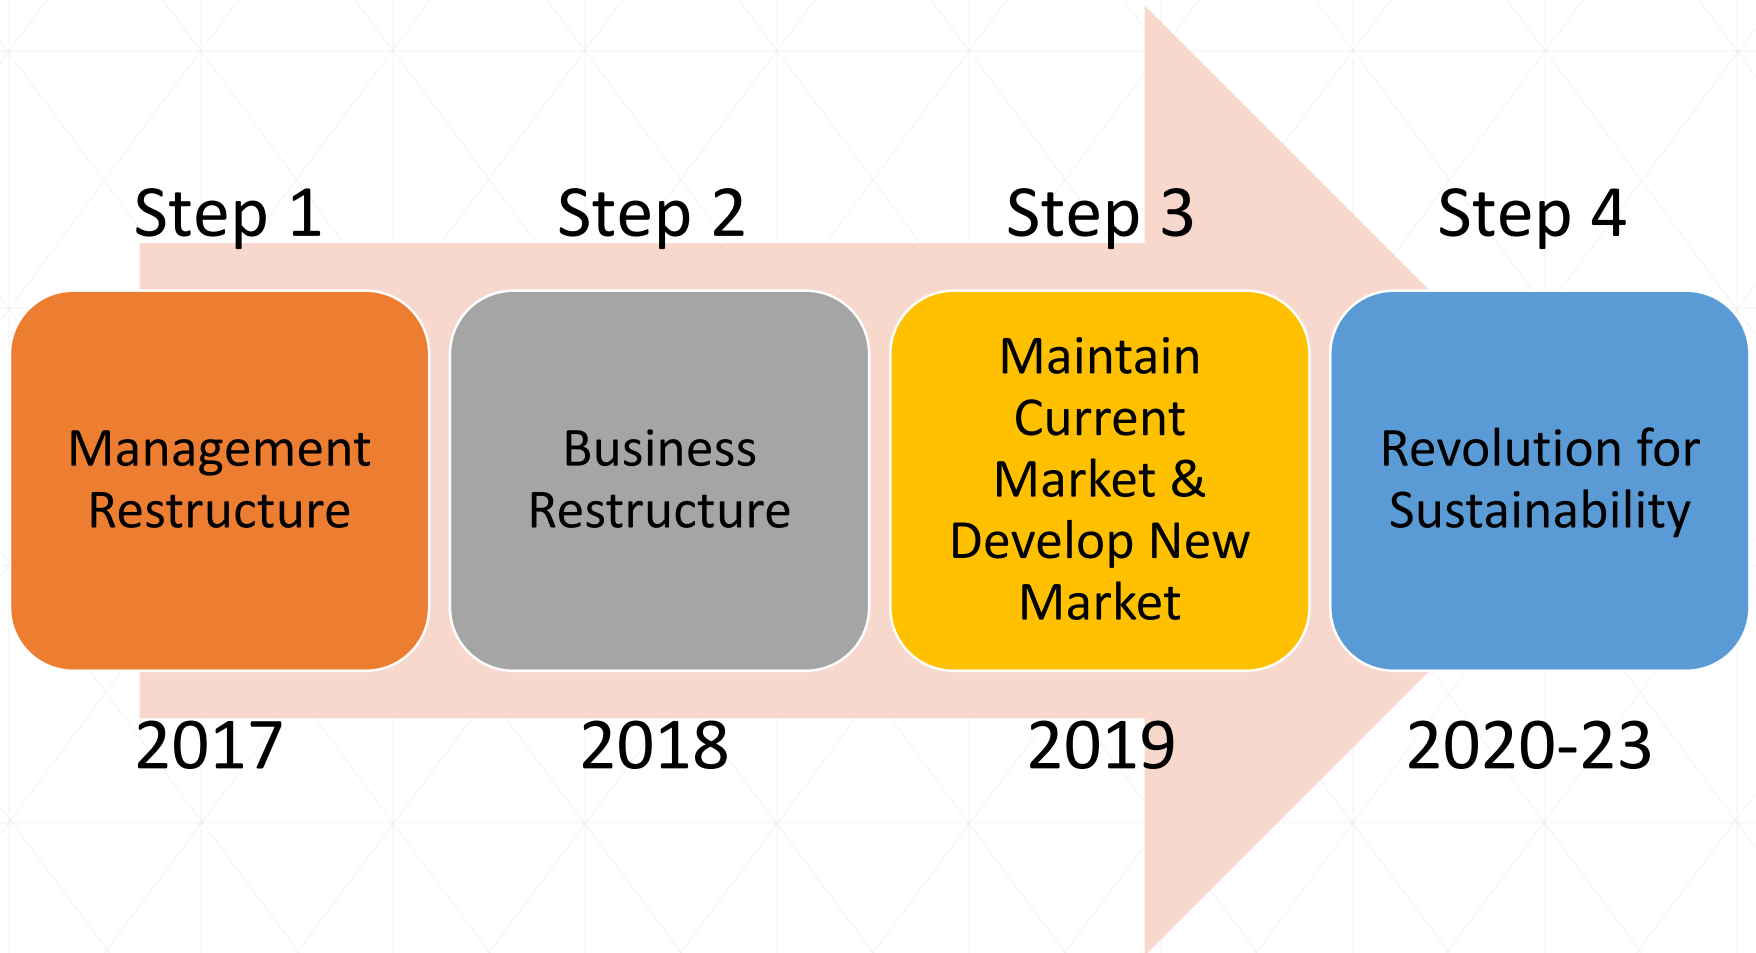 Step 1
Step 2
Step 3
Step 4
Management
Restructure
Business
Restructure
Maintain
Current
Market &
Develop New
Market
Revolution for
Sustainability
2017
2018
2019
2020-23